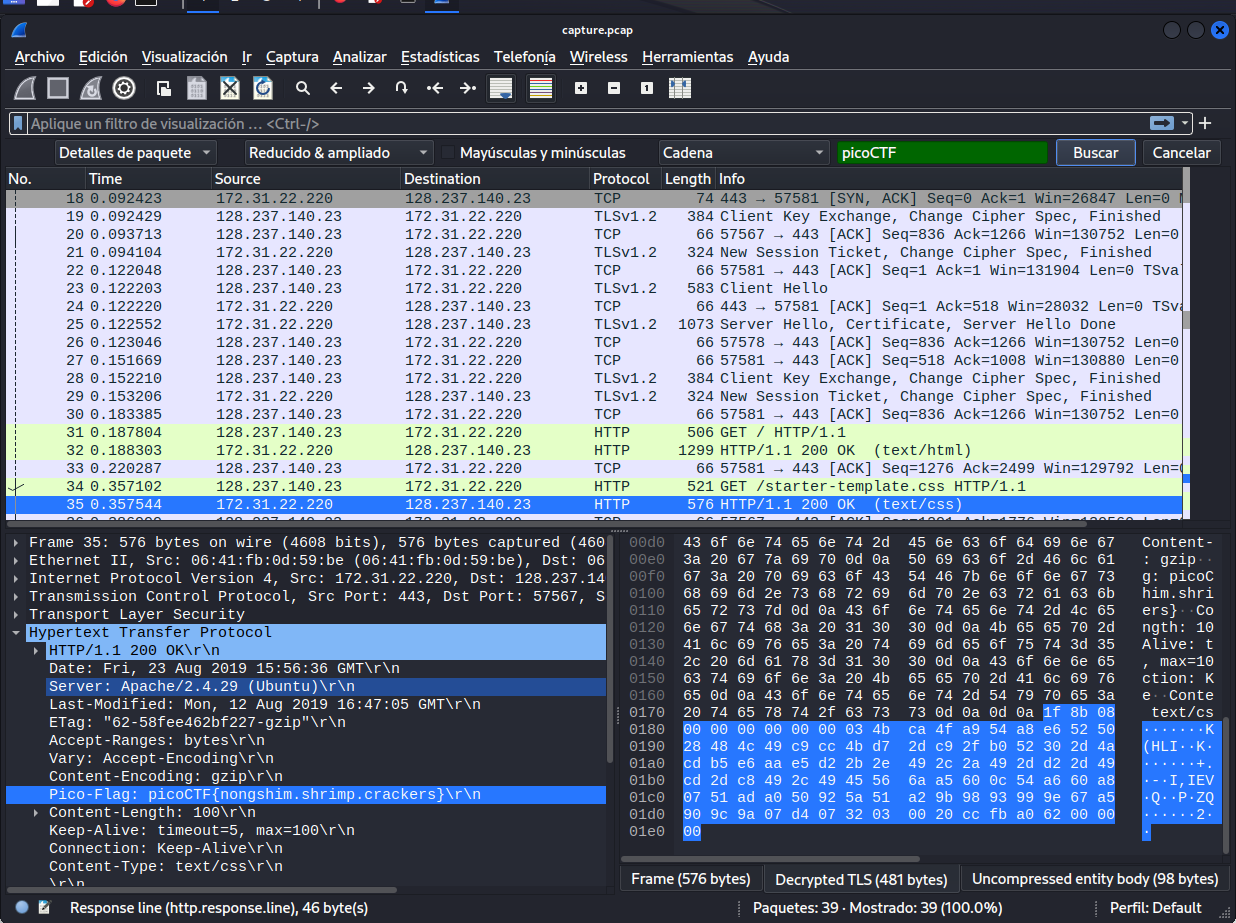 capture.pcap
Archivo Edición Visualización Ir Captura Analizar Estadísticas Telefonía Wireless Herramientas Ayuda
Aplique un filtro de visualización … <Ctrl-/>
Detalles de paquete Reducido & ampliado Mayúsculas y minúsculas Cadena picoCTF Buscar Cancelar
No. Time Source Destination Protocol Length Info
18 0.092423 172.31.22.220 128.237.140.23 TCP 74 443 → 57581 [SYN, ACK] Seq=0 Ack=1 Win=26847 Len=0
19 0.092429 128.237.140.23 172.31.22.220 TLSv1.2 384 Client Key Exchange, Change Cipher Spec, Finished
20 0.093713 128.237.140.23 172.31.22.220 TCP 66 57567 → 443 [ACK] Seq=836 Ack=1266 Win=130752 Len=0
21 0.094104 172.31.22.220 128.237.140.23 TLSv1.2 324 New Session Ticket, Change Cipher Spec, Finished
22 0.122048 128.237.140.23 172.31.22.220 TCP 66 57581 → 443 [ACK] Seq=1 Ack=1 Win=131904 Len=0 TSva
23 0.122203 128.237.140.23 172.31.22.220 TLSv1.2 583 Client Hello
24 0.122220 172.31.22.220 128.237.140.23 TCP 66 443 → 57581 [ACK] Seq=1 Ack=518 Win=28032 Len=0 TSva
25 0.122552 172.31.22.220 128.237.140.23 TLSv1.2 1073 Server Hello, Certificate, Server Hello Done
26 0.123046 128.237.140.23 172.31.22.220 TCP 66 57578 → 443 [ACK] Seq=836 Ack=1266 Win=130752 Len=0
27 0.151669 128.237.140.23 172.31.22.220 TCP 66 57581 → 443 [ACK] Seq=518 Ack=1008 Win=130880 Len=0
28 0.152210 128.237.140.23 172.31.22.220 TLSv1.2 384 Client Key Exchange, Change Cipher Spec, Finished
29 0.153206 172.31.22.220 128.237.140.23 TLSv1.2 324 New Session Ticket, Change Cipher Spec, Finished
30 0.183385 128.237.140.23 172.31.22.220 TCP 66 57581 → 443 [ACK] Seq=836 Ack=1266 Win=130752 Len=0
31 0.187804 128.237.140.23 172.31.22.220 HTTP 506 GET / HTTP/1.1
32 0.188303 172.31.22.220 128.237.140.23 HTTP 1299 HTTP/1.1 200 OK (text/html)
33 0.220287 128.237.140.23 172.31.22.220 TCP 66 57581 → 443 [ACK] Seq=1276 Ack=2499 Win=129792 Len=0
34 0.357102 128.237.140.23 172.31.22.220 HTTP 521 GET /starter-template.css HTTP/1.1
35 0.357544 172.31.22.220 128.237.140.23 HTTP 576 HTTP/1.1 200 OK (text/css)
Frame 35: 576 bytes on wire (4608 bits), 576 bytes captured (460
Ethernet II, Src: 06:41:fb:0d:59:be (06:41:fb:0d:59:be), Dst: 06
Internet Protocol Version 4, Src: 172.31.22.220, Dst: 128.237.14
Transmission Control Protocol, Src Port: 443, Dst Port: 57567, S
Transport Layer Security
Hypertext Transfer Protocol
HTTP/1.1 200 OK\r\n
Date: Fri, 23 Aug 2019 15:56:36 GMT\r\n
Server: Apache/2.4.29 (Ubuntu)\r\n
Last-Modified: Mon, 12 Aug 2019 16:47:05 GMT\r\n
ETag: "62-58fee462bf227-gzip"\r\n
Accept-Ranges: bytes\r\n
Vary: Accept-Encoding\r\n
Content-Encoding: gzip\r\n
Pico-Flag: picoCTF{nongshim.shrimp.crackers}\r\n
Content-Length: 100\r\n
Keep-Alive: timeout=5, max=100\r\n
Connection: Keep-Alive\r\n
Content-Type: text/css\r\n
\r\n
00d0 43 6f 6e 74 65 6e 74 2d 45 6e 63 6f 64 69 6e 67 Content-
00e0 3a 20 67 7a 69 70 0d 0a 50 69 63 6f 2d 46 6c 61 : gzip··
00f0 67 3a 20 70 69 63 6f 43 54 46 7b 6e 6f 6e 67 73 g: picoC
0100 68 69 6d 2e 73 68 72 69 6d 70 2e 63 72 61 63 6b him.shri
0110 65 72 73 7d 0d 0a 43 6f 6e 74 65 6e 74 2d 4c 65 ers}··Co
0120 6e 67 74 68 3a 20 31 30 30 0d 0a 4b 65 65 70 2d ngth: 10
0130 41 6c 69 76 65 3a 20 74 69 6d 65 6f 75 74 3d 35 Alive: t
0140 2c 20 6d 61 78 3d 31 30 30 0d 0a 43 6f 6e 6e 65 , max=10
0150 63 74 69 6f 6e 3a 20 4b 65 65 70 2d 41 6c 69 76 ction: K
0160 65 0d 0a 43 6f 6e 74 65 6e 74 2d 54 79 70 65 3a e··Conte
0170 20 74 65 78 74 2f 63 73 73 0d 0a 0d 0a 1f 8b 08 text/cs
0180 00 00 00 00 00 00 03 4b ca 4f a9 54 a8 e6 52 50 ·······K
0190 28 48 4c 49 c9 cc 4b d7 2d c9 2f b0 52 30 2d 4a (HLI··K·
01a0 cd b5 e6 aa e5 d2 2b 2e 49 2c 2a 49 2d d2 2d 49 ······+.
01b0 cd 2d c8 49 2c 49 45 56 6a a5 60 0c 54 a6 60 a8 ·-·I,IEV
01c0 07 51 ad a0 50 92 5a 51 a2 9b 98 93 99 9e 67 a5 ·Q··P·ZQ
01d0 90 9c 9a 07 d4 07 32 03 00 20 cc fb a0 62 00 00 ······2·
01e0 00 ·
Frame (576 bytes) Decrypted TLS (481 bytes) Uncompressed entity body (98 bytes)
Response line (http.response.line), 46 byte(s) Paquetes: 39 · Mostrado: 39 (100.0%) Perfil: Default